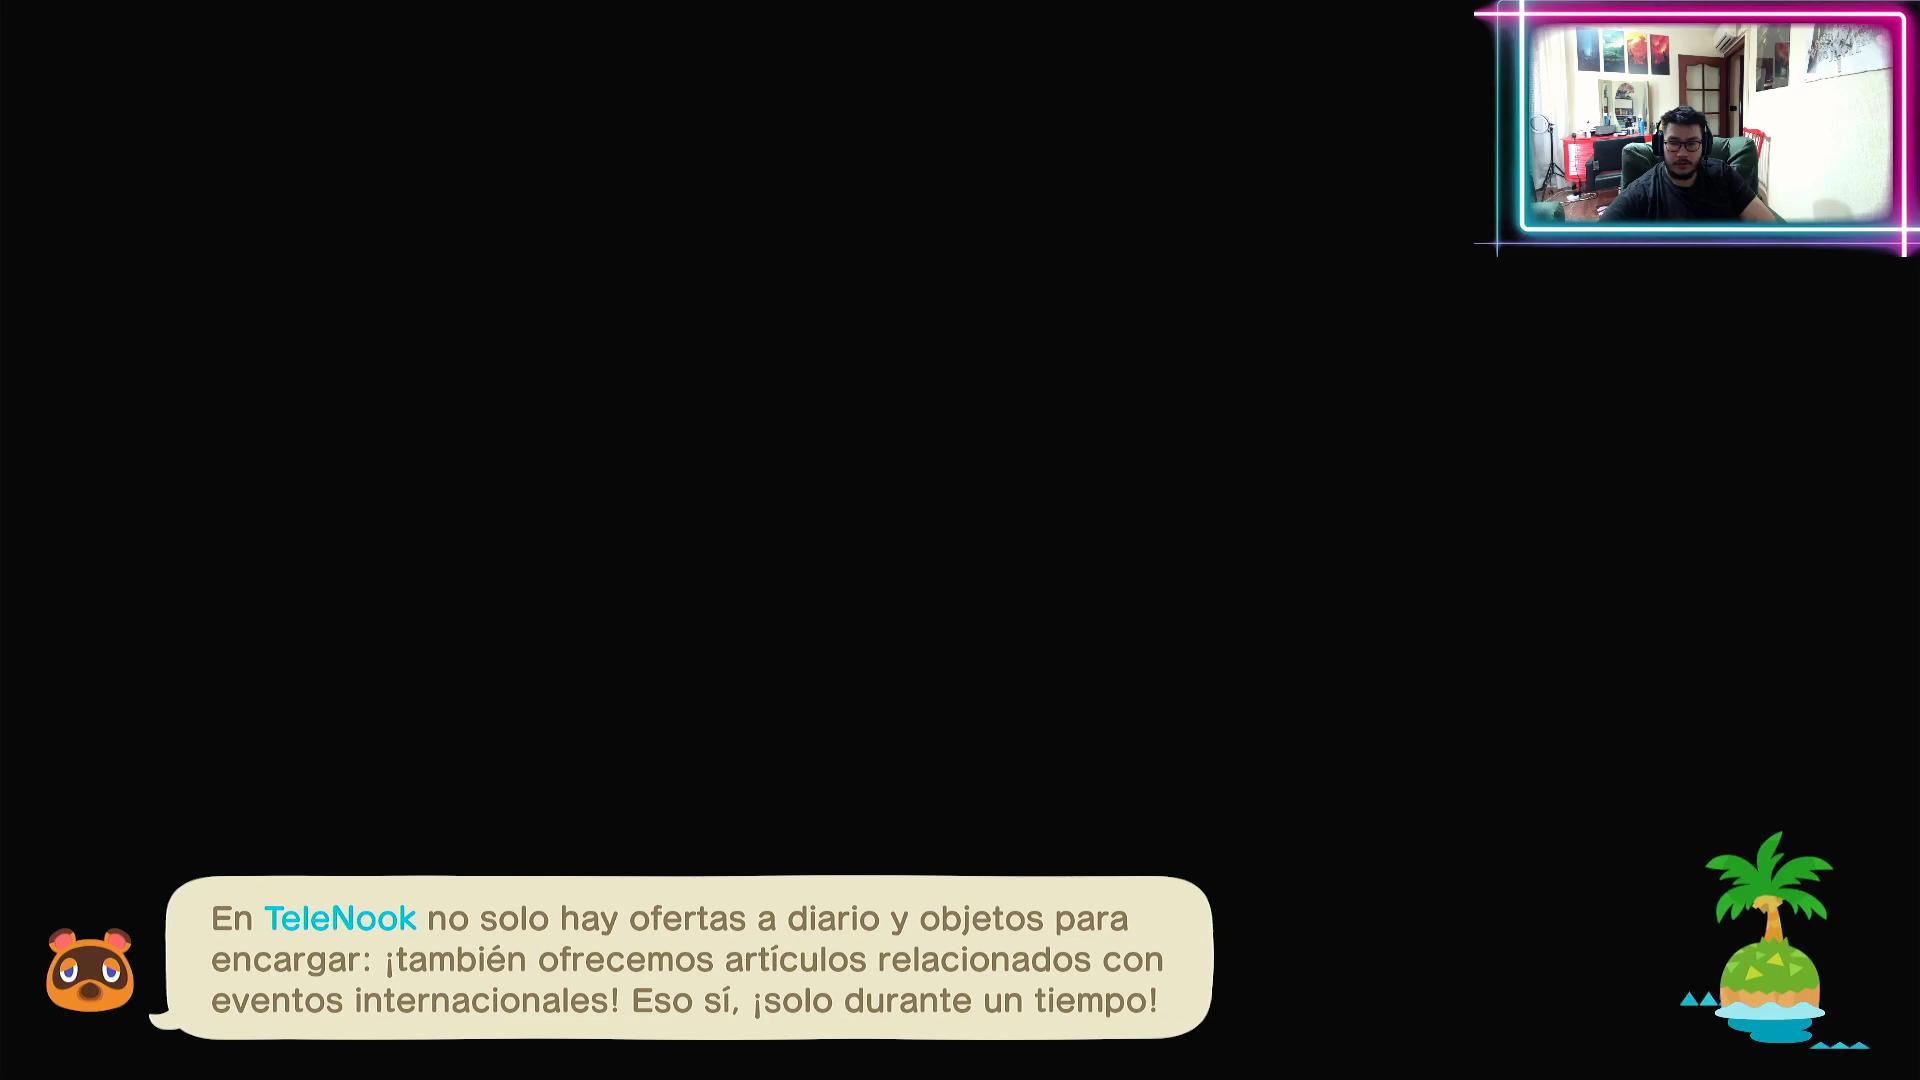 En TeleNook no solo hay ofertas a diario y objetos para
encargar: ¡también ofrecemos artículos relacionados con
eventos internacionales! Eso sí, ¡solo durante un tiempo!